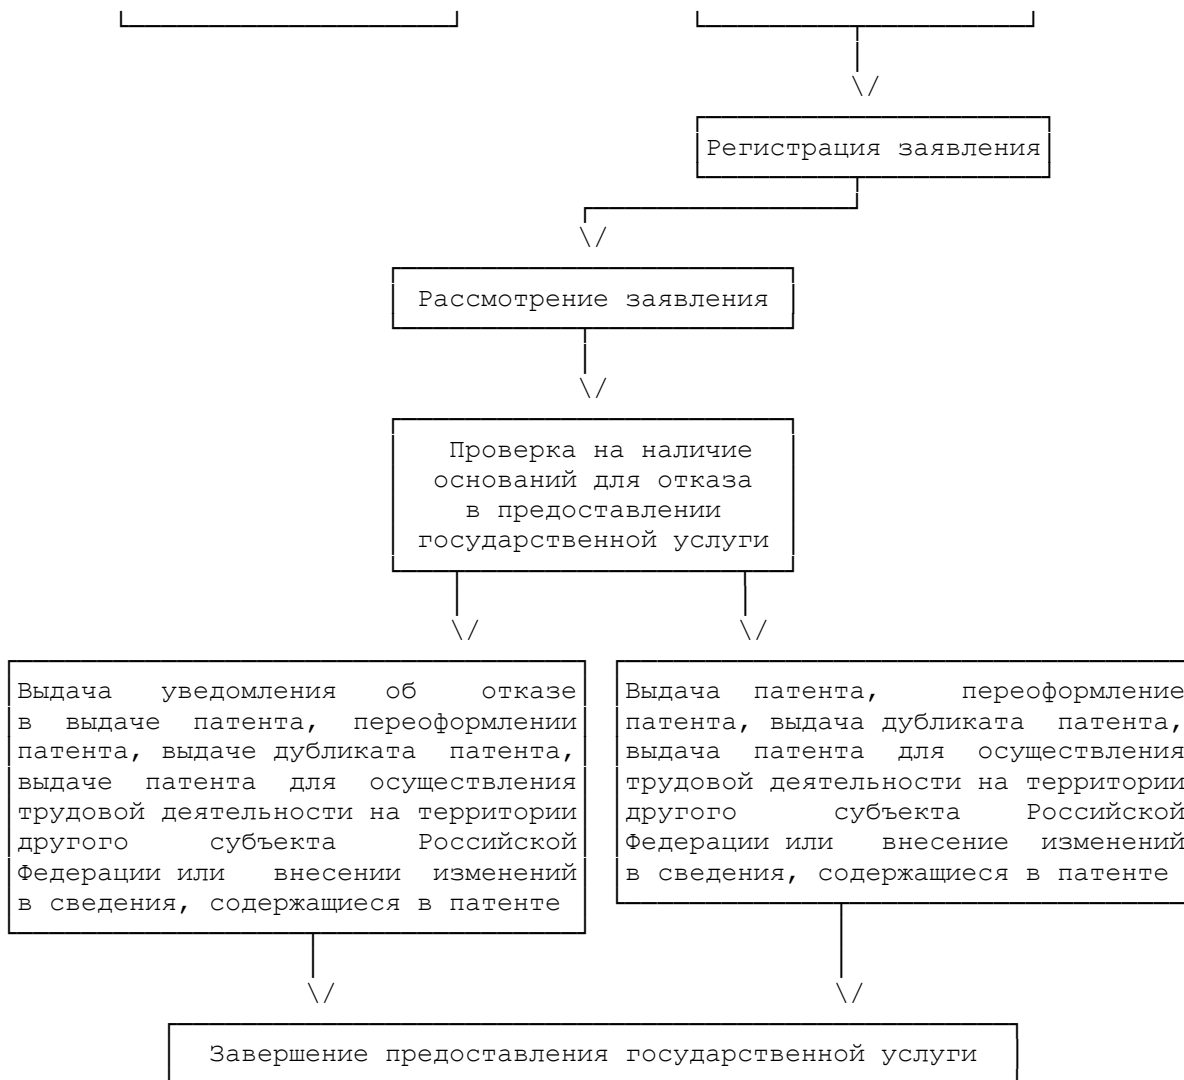 Регистрация заявления
Рассмотрение заявления
Проверка на наличие
оснований для отказа
в предоставлении
государственной услуги
Выдача уведомления об отказе
в выдаче патента, переоформлении
патента, выдаче дубликата патента,
выдаче патента для осуществления
трудовой деятельности на территории
другого субъекта Российской
Федерации или внесении изменений
в сведения, содержащиеся в патенте
Выдача патента, переоформление
патента, выдача дубликата патента,
выдача патента для осуществления
трудовой деятельности на территории
другого субъекта Российской
Федерации или внесение изменений
в сведения, содержащиеся в патенте
Завершение предоставления государственной услуги